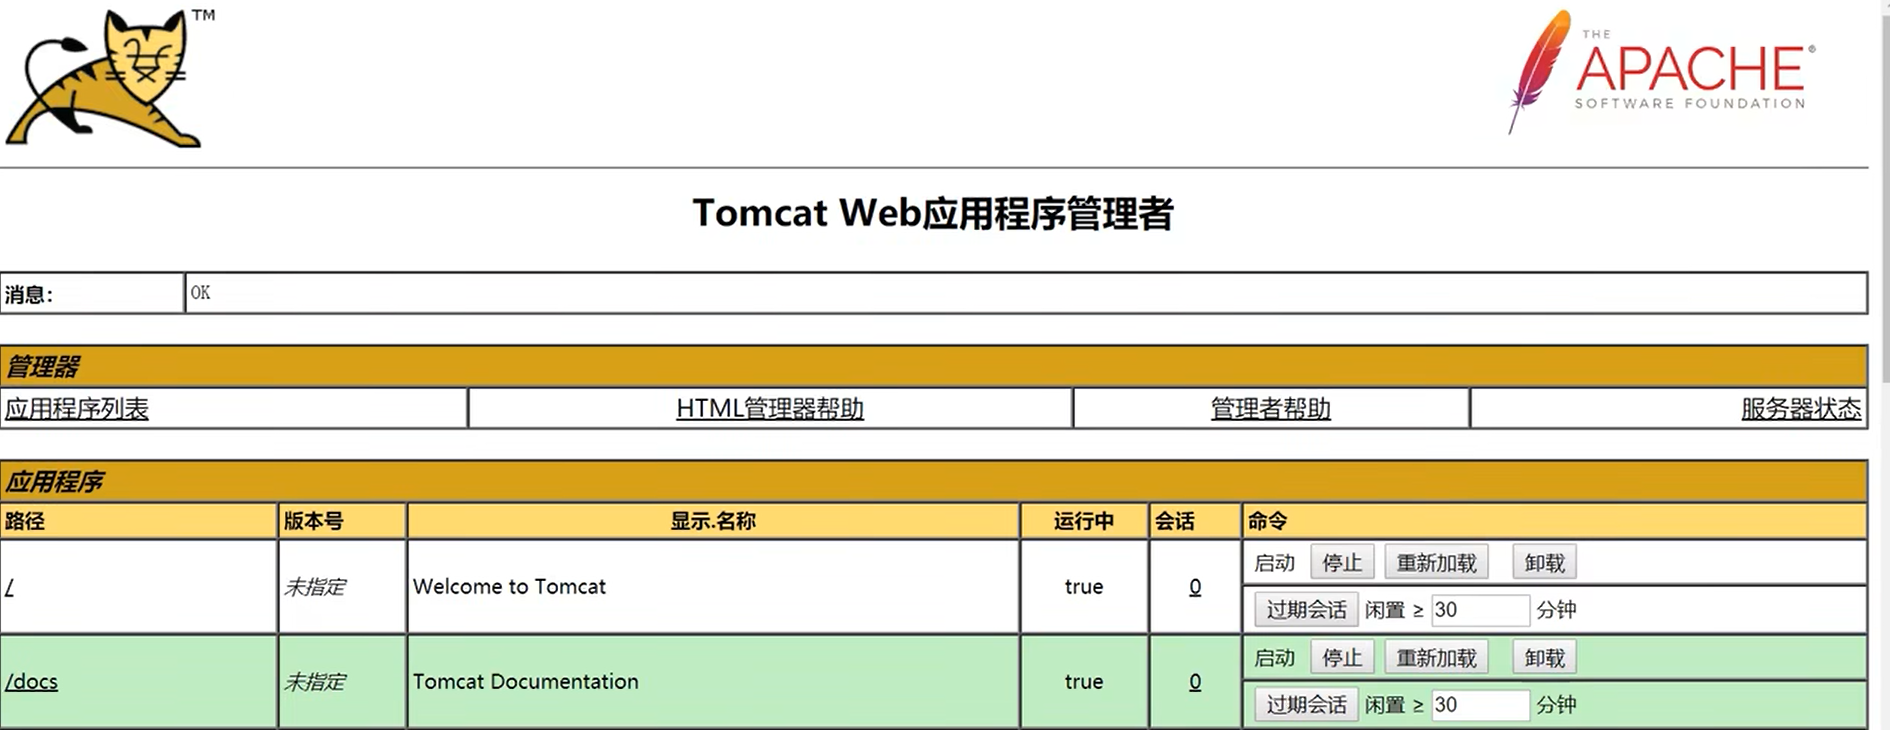 TM
THE
APACHE®
SOFTWARE FOUNDATION
Tomcat Web应用程序管理者
消息: OK
管理器
应用程序列表 HTML管理器帮助 管理者帮助 服务器状态
应用程序
路径 版本号 显示.名称 运行中 会话 命令
/ 未指定 Welcome to Tomcat true 0 启动 停止 重新加载 卸载
过期会话 闲置 ≥ 30 分钟
/docs 未指定 Tomcat Documentation true 0 启动 停止 重新加载 卸载
过期会话 闲置 ≥ 30 分钟